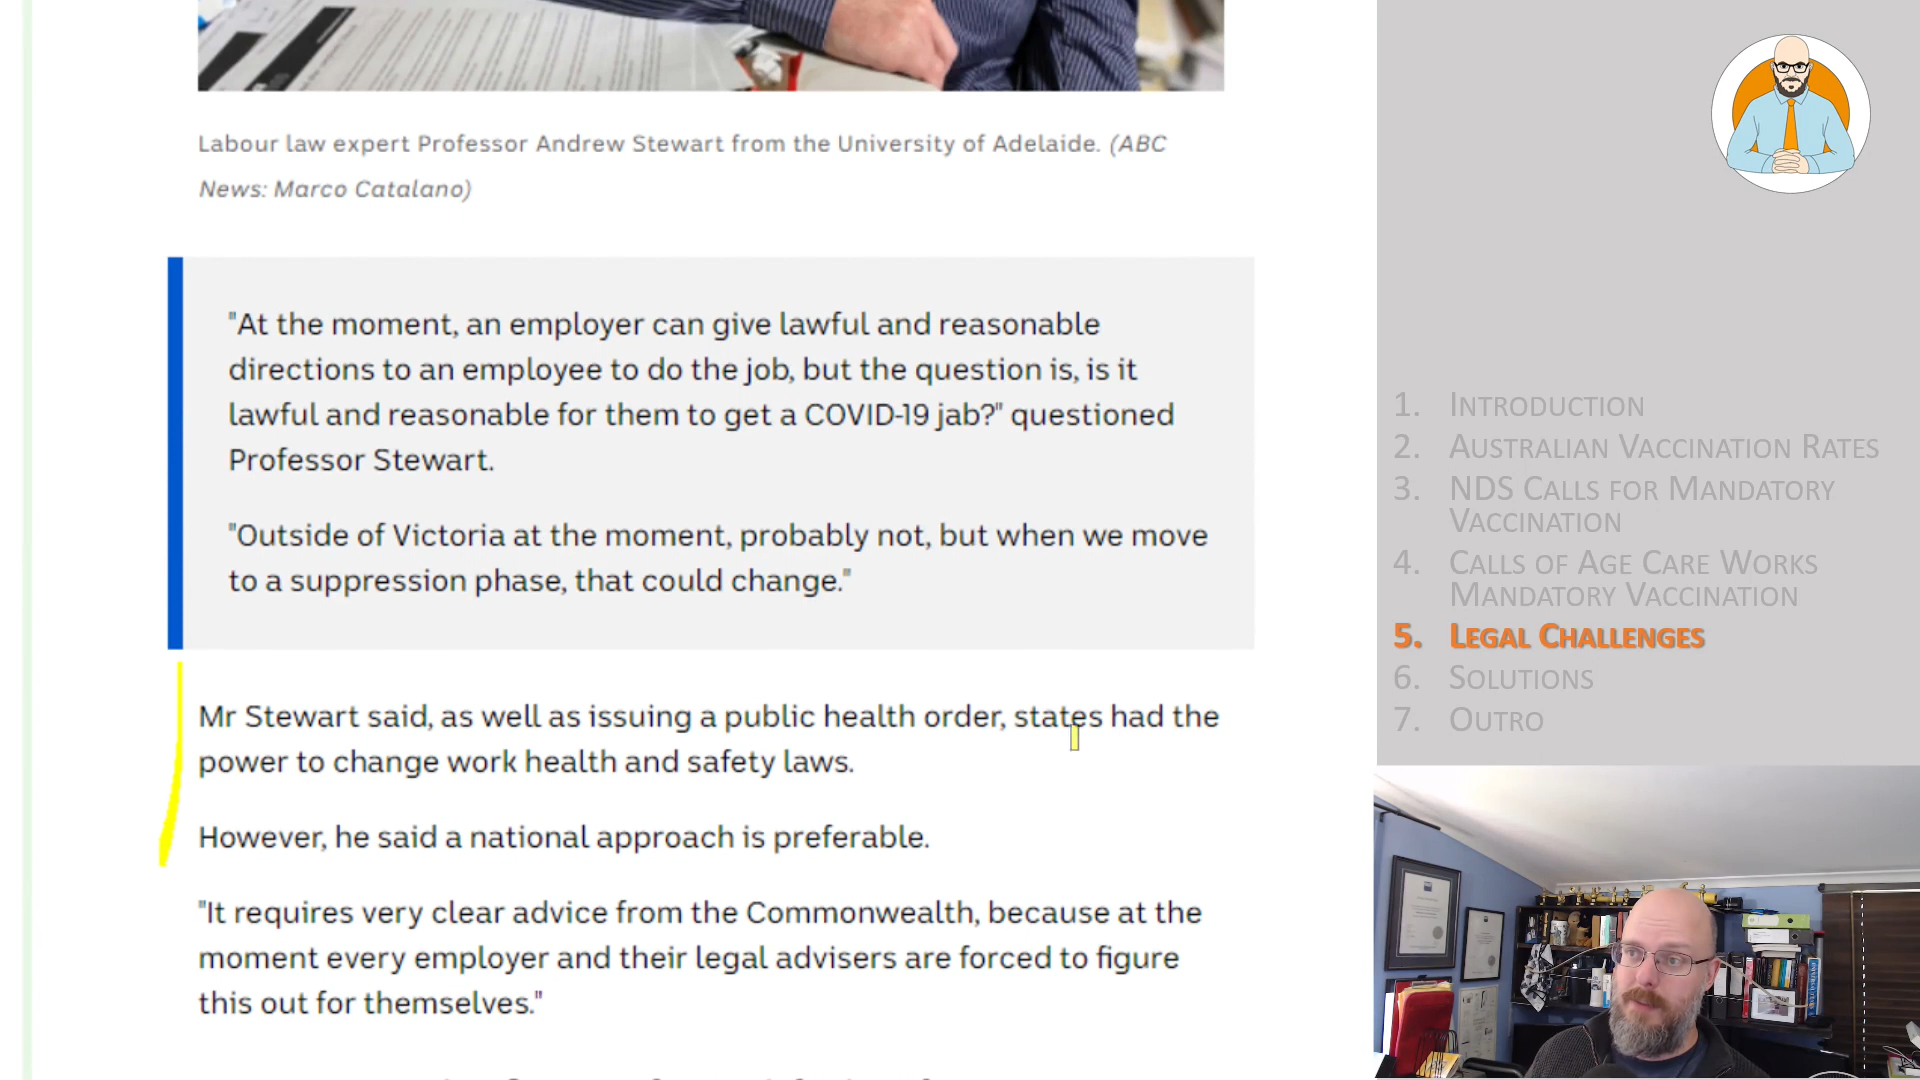 Labour law expert Professor Andrew Stewart from the University of Adelaide. (ABC
News: Marco Catalano)
"At the moment, an employer can give lawful and reasonable
directions to an employee to do the job, but the question is, is it
lawful and reasonable for them to get a COVID-19 jab?" questioned
Professor Stewart.
"Outside of Victoria at the moment, probably not, but when we move
to a suppression phase, that could change."
Mr Stewart said, as well as issuing a public health order, states had the
power to change work health and safety laws.
However, he said a national approach is preferable.
"It requires very clear advice from the Commonwealth, because at the
moment every employer and their legal advisers are forced to figure
this out for themselves."
1. INTRODUCTION
2. AUSTRALIAN VACCINATION RATES
3. NDS CALLS FOR MANDATORY
VACCINATION
4. CALLS OF AGE CARE WORKS
MANDATORY VACCINATION
5. LEGAL CHALLENGES
6. SOLUTIONS
7. OUTRO